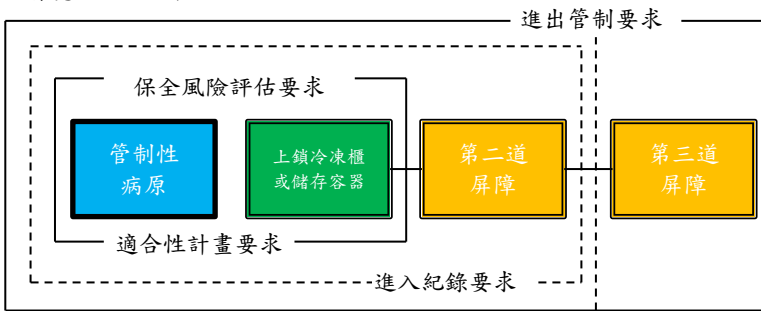 進出管制要求
保全風險評估要求
管制性
病原
上鎖冷凍櫃
或儲存容器
第二道
屏障
第三道
屏障
適合性計畫要求
進入紀錄要求